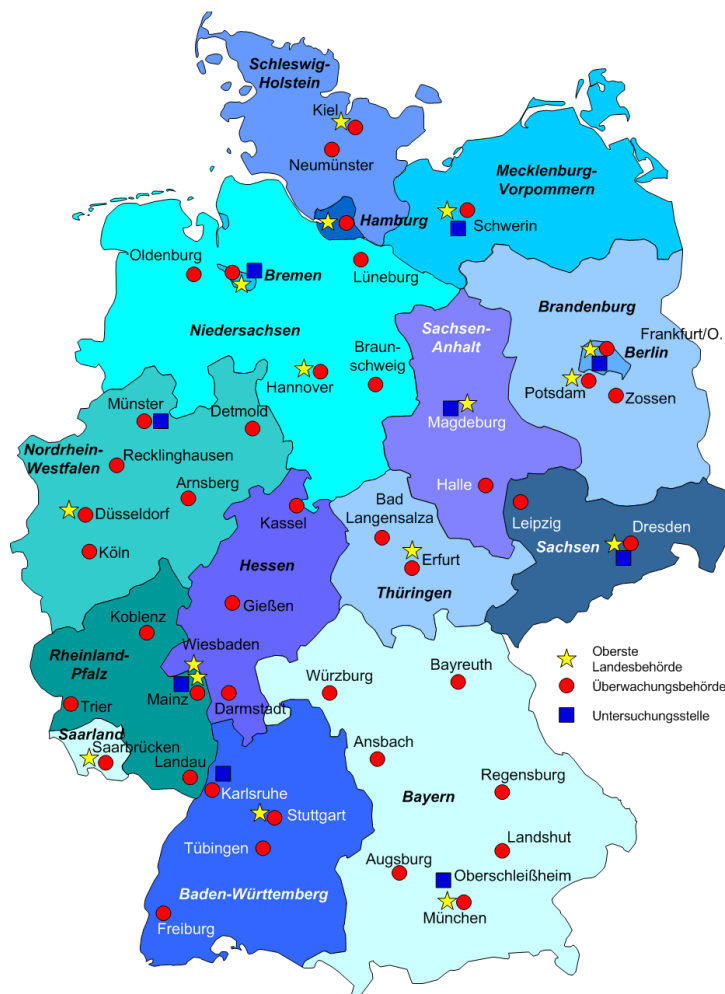 Schleswig-
Holstein
Kiel
Neumünster
Mecklenburg-
Vorpommern
Hamburg
Schwerin
Oldenburg
Lüneburg
Bremen
Brandenburg
Niedersachsen
Sachsen-
Anhalt
Frankfurt/O.
Berlin
Braun-
schweig
Hannover
Potsdam
Zossen
Münster
Detmold
Magdeburg
Nordrhein-
Westfalen
Recklinghausen
Arnsberg
Halle
Düsseldorf
Kassel
Bad
Langensalza
Leipzig
Dresden
Sachsen
Köln
Erfurt
Hessen
Thüringen
Gießen
Koblenz
Wiesbaden
Rheinland-
Pfalz
Mainz
Trier
Darmstadt
Würzburg
Bayreuth
Oberste
Landesbehörde
Überwachungsbehörde
Untersuchungsstelle
Saarland
Saarbrücken
Landau
Ansbach
Karlsruhe
Regensburg
Bayern
Stuttgart
Tübingen
Landshut
Augsburg
Oberschleißheim
Baden-Württemberg
München
Freiburg